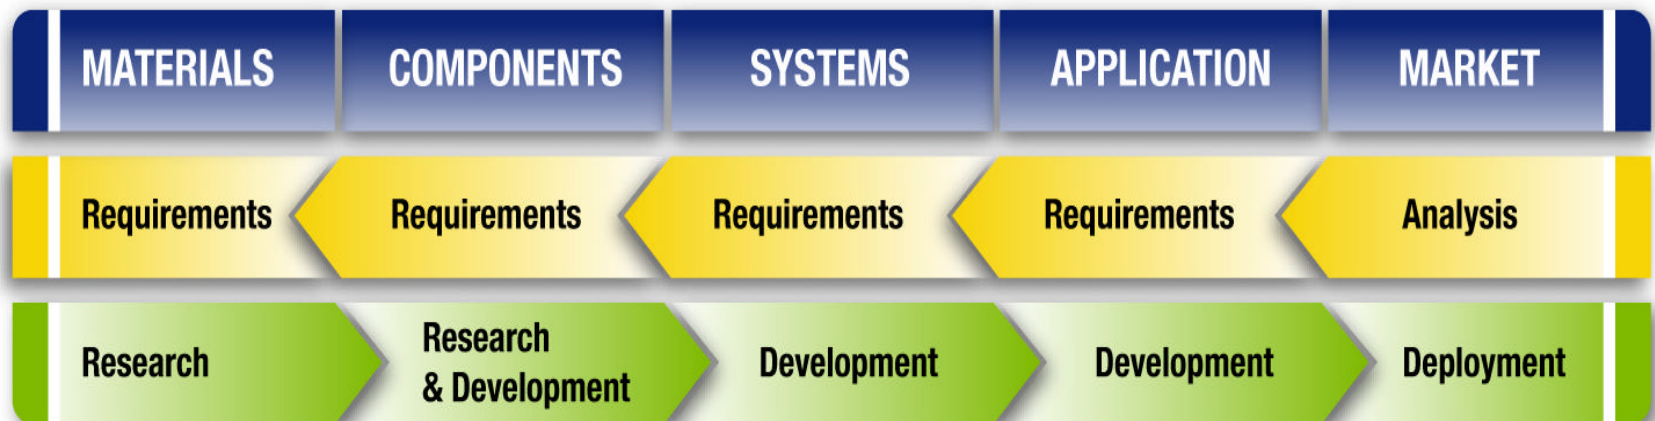 MATERIALS COMPONENTS SYSTEMS APPLICATION MARKET
Requirements Requirements Requirements Requirements Analysis
Research
Research
& Development
Development
Development
Deployment